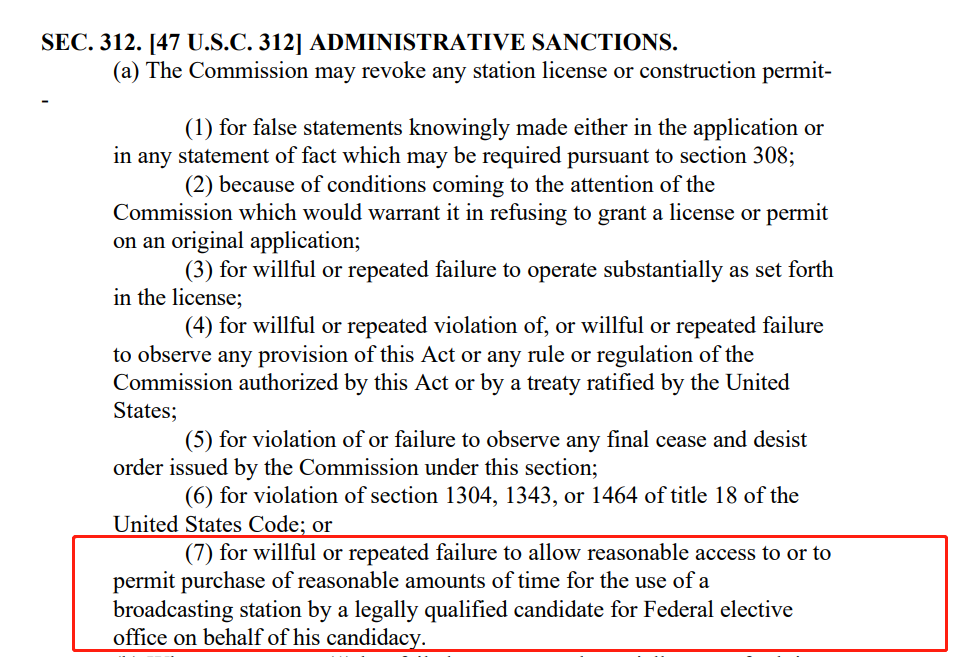 SEC. 312. [47 U.S.C. 312] ADMINISTRATIVE SANCTIONS.
(a) The Commission may revoke any station license or construction permit-
-
(1) for false statements knowingly made either in the application or
in any statement of fact which may be required pursuant to section 308;
(2) because of conditions coming to the attention of the
Commission which would warrant it in refusing to grant a license or permit
on an original application;
(3) for willful or repeated failure to operate substantially as set forth
in the license;
(4) for willful or repeated violation of, or willful or repeated failure
to observe any provision of this Act or any rule or regulation of the
Commission authorized by this Act or by a treaty ratified by the United
States;
(5) for violation of or failure to observe any final cease and desist
order issued by the Commission under this section;
(6) for violation of section 1304, 1343, or 1464 of title 18 of the
United States Code; or
(7) for willful or repeated failure to allow reasonable access to or to
permit purchase of reasonable amounts of time for the use of a
broadcasting station by a legally qualified candidate for Federal elective
office on behalf of his candidacy.